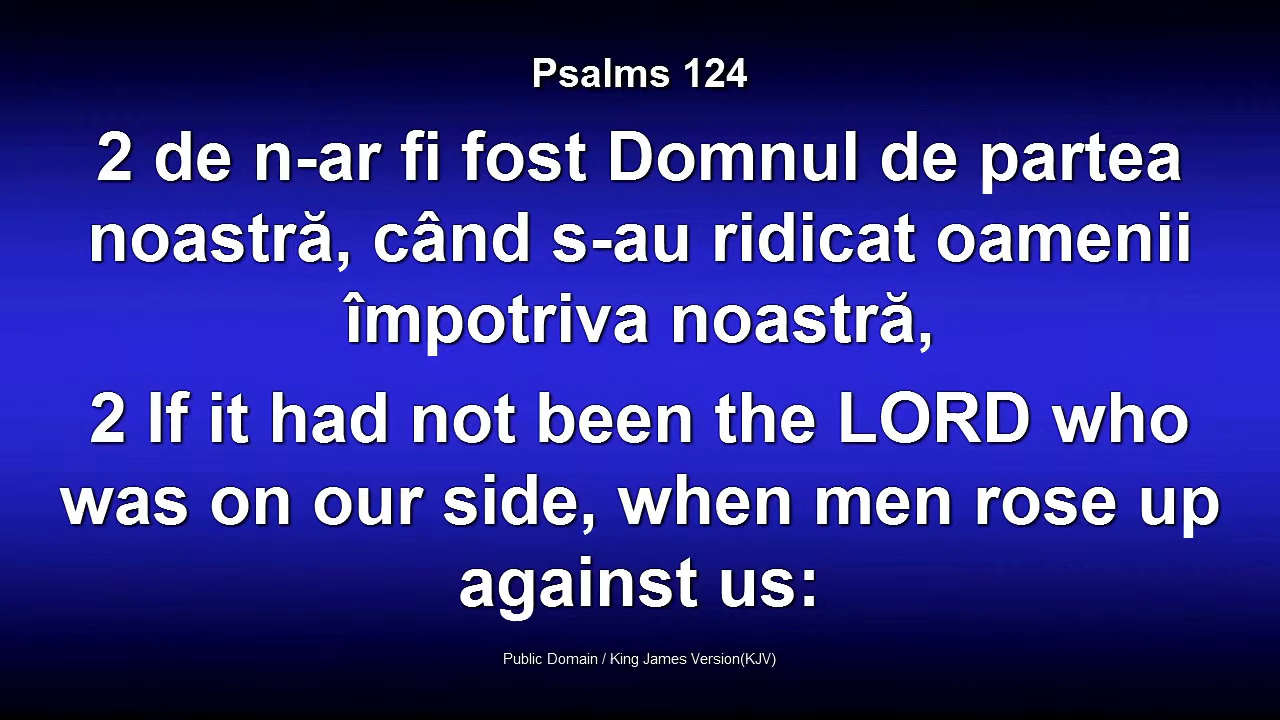 Psalms 124
2 de n-ar fi fost Domnul de partea
noastră, când s-au ridicat oamenii
împotriva noastră,
2 If it had not been the LORD who
was on our side, when men rose up
against us:
Public Domain / King James Version(KJV)